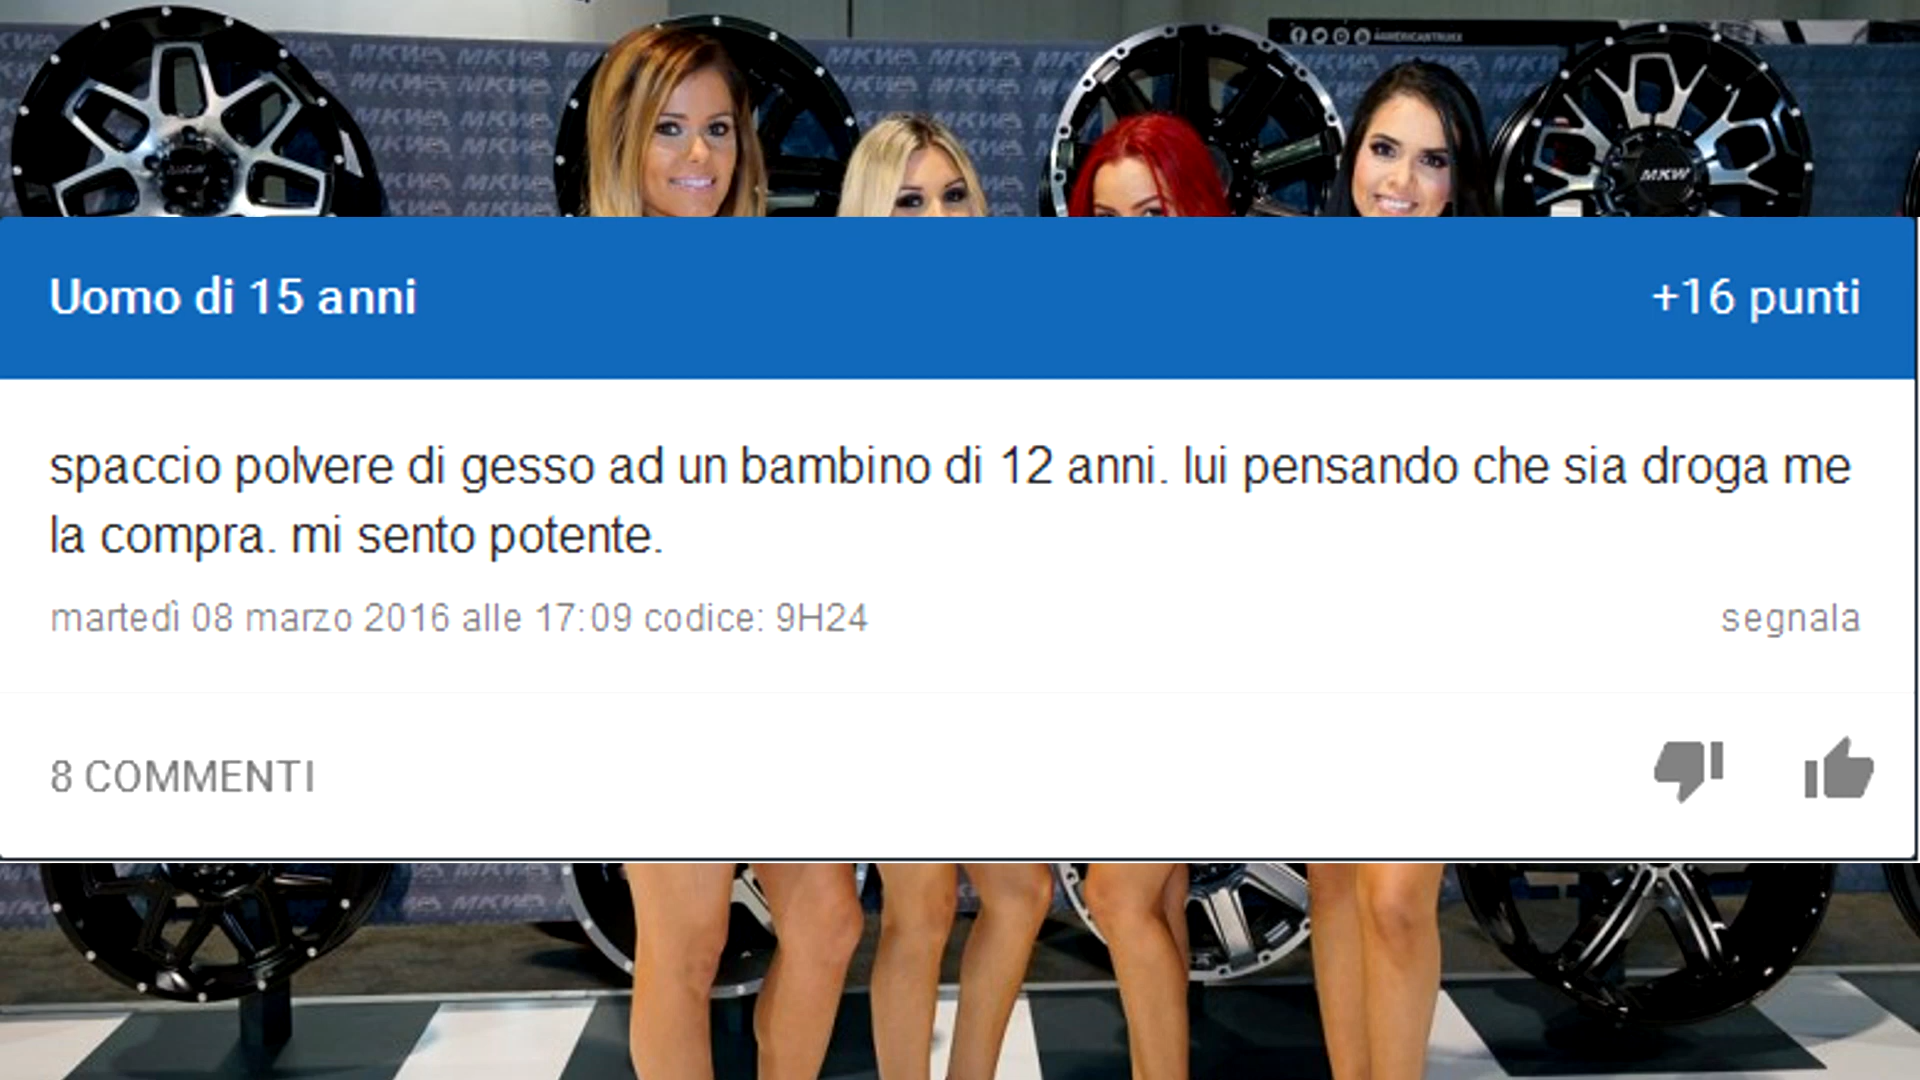 AMERICANTRUXX
MKW
Uomo di 15 anni
+16 punti
spaccio polvere di gesso ad un bambino di 12 anni. lui pensando che sia droga me
la compra. mi sento potente.
martedì 08 marzo 2016 alle 17:09 codice: 9H24
segnala
8 COMMENTI